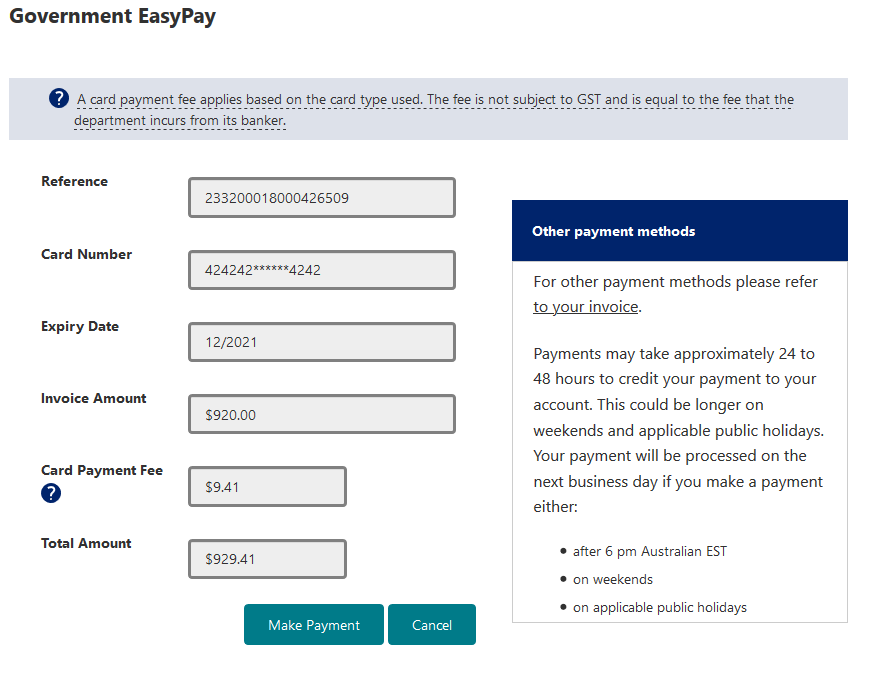 Government EasyPay
? A card payment fee applies based on the card type used. The fee is not subject to GST and is equal to the fee that the
department incurs from its banker.
Reference
233200018000426509
Card Number
424242******4242
Expiry Date
12/2021
Invoice Amount
$920.00
Card Payment Fee
?
$9.41
Total Amount
$929.41
Make Payment
Cancel
Other payment methods
For other payment methods please refer
to your invoice.
Payments may take approximately 24 to
48 hours to credit your payment to your
account. This could be longer on
weekends and applicable public holidays.
Your payment will be processed on the
next business day if you make a payment
either:
• after 6 pm Australian EST
• on weekends
• on applicable public holidays